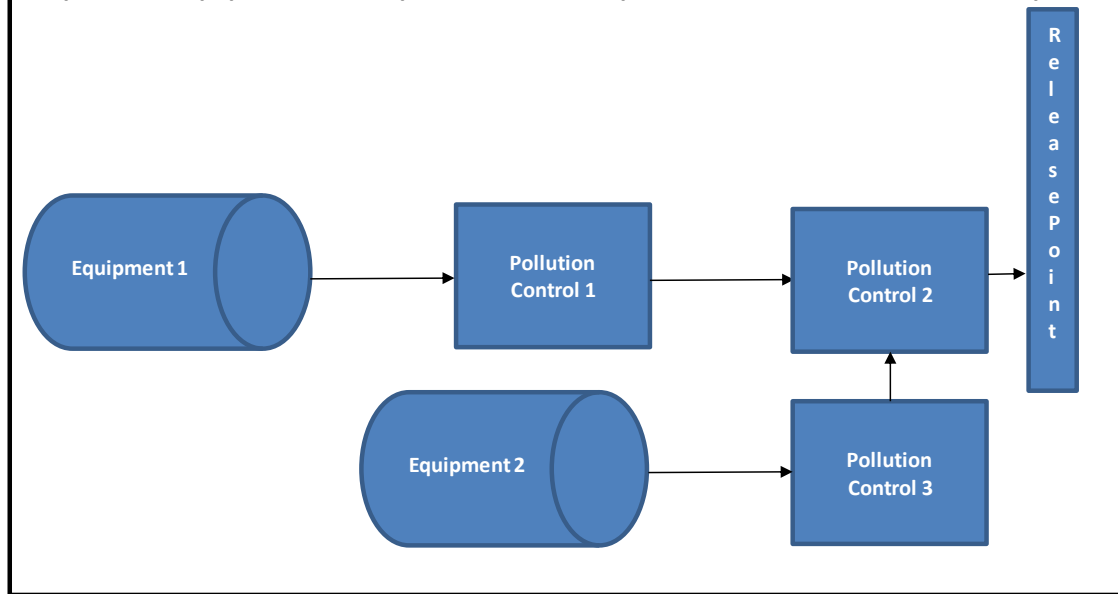 Equipment 1
Pollution
Control 1
Pollution
Control 2
R
e
l
e
a
s
e
P
o
i
n
t
Equipment 2
Pollution
Control 3